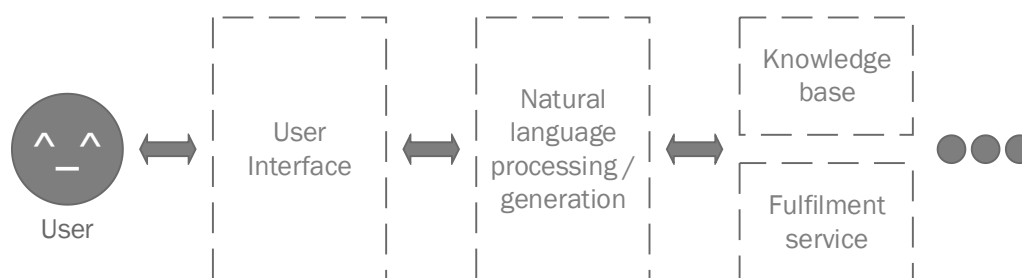 User
User
Interface
Natural
language
processing /
generation
Knowledge
base
Fulfilment
service